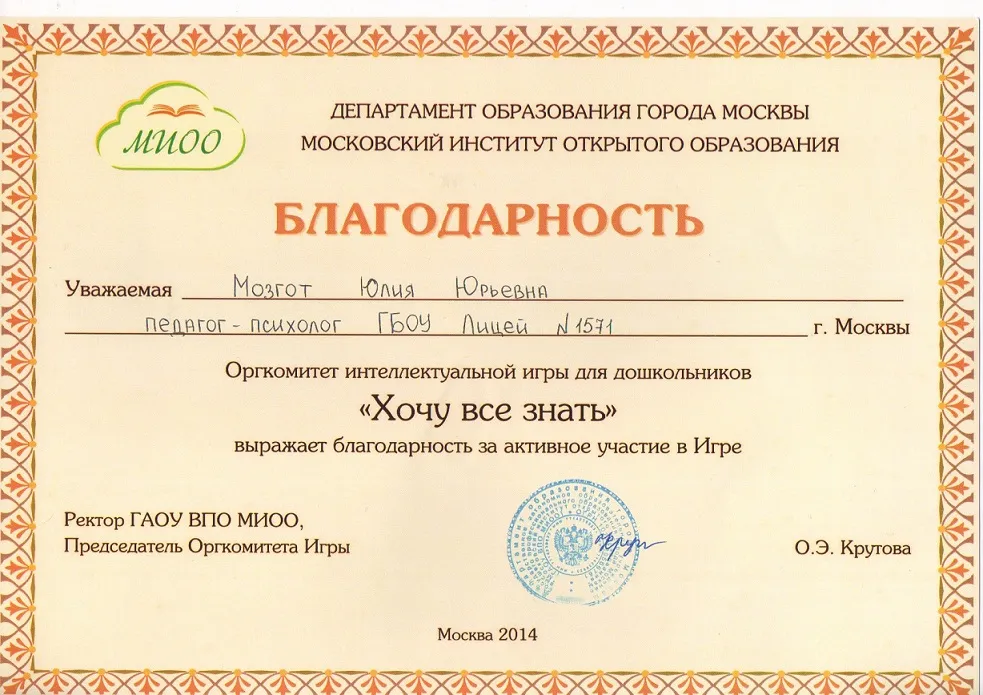 МИОО
ДЕПАРТАМЕНТ ОБРАЗОВАНИЯ ГОРОДА МОСКВЫ
МОСКОВСКИЙ ИНСТИТУТ ОТКРЫТОГО ОБРАЗОВАНИЯ
БЛАГОДАРНОСТЬ
Уважаемая Мозгот Юлия Юрьевна
педагог-психолог ГБОУ Лицей №1571 г. Москвы
Оргкомитет интеллектуальной игры для дошкольников
«Хочу все знать»
выражает благодарность за активное участие в Игре
Ректор ГАОУ ВПО МИОО,
Председатель Оргкомитета Игры
О.Э. Крутова
Москва 2014